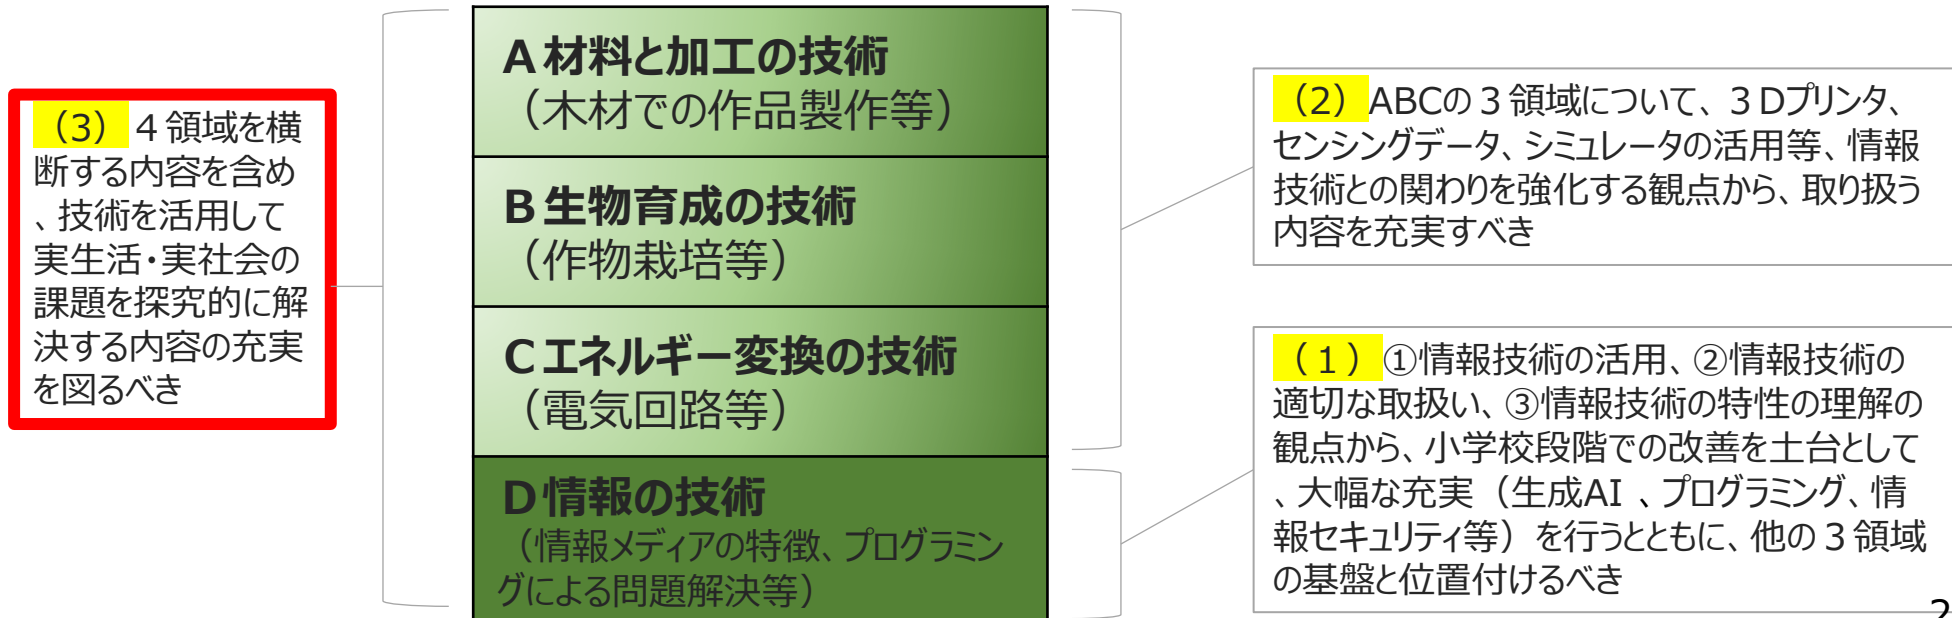 (3) 4領域を横
断する内容を含め
、技術を活用して
実生活・実社会の
課題を探究的に解
決する内容の充実
を図るべき
A材料と加工の技術
(木材での作品製作等)
B生物育成の技術
(作物栽培等)
Cエネルギー変換の技術
(電気回路等)
D情報の技術
(情報メディアの特徴、プログラミン
グによる問題解決等)
(2)ABCの3領域について、3Dプリンタ、
センシングデータ、シミュレータの活用等、情報
技術との関わりを強化する観点から、取り扱う
内容を充実すべき
(1)①情報技術の活用、②情報技術の
適切な取扱い、③情報技術の特性の理解の
観点から、小学校段階での改善を土台として
、大幅な充実(生成AI、プログラミング、情
報セキュリティ等)を行うとともに、他の3領域
の基盤と位置付けるべき
2